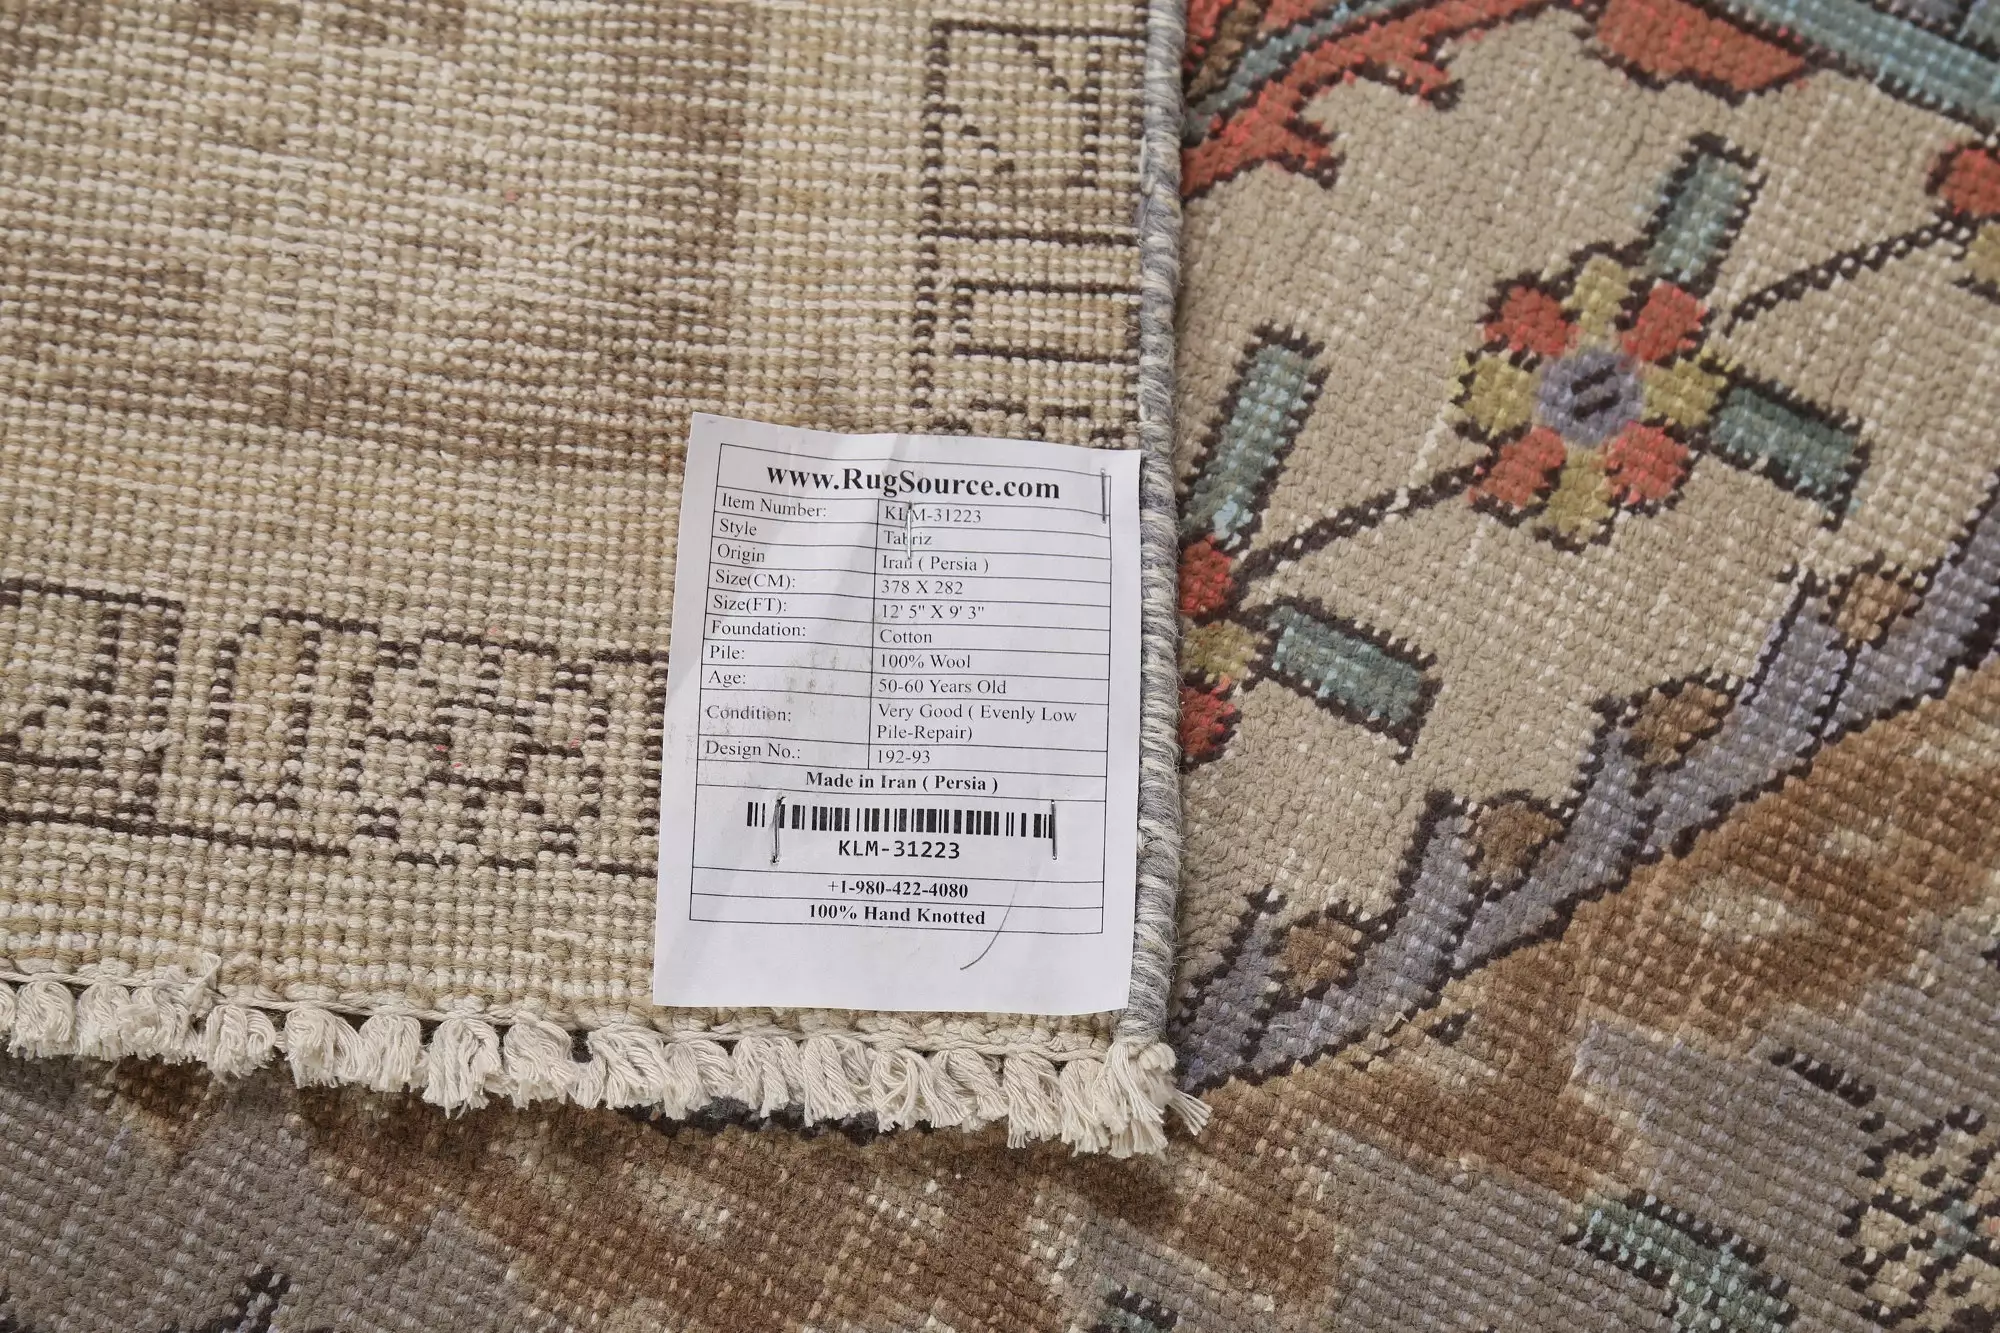 www.RugSource.com
Item Number: KLM-31223
Style Tabriz
Origin Iran ( Persia )
Size(CM): 378 X 282
Size(FT): 12' 5" X 9' 3"
Foundation: Cotton
Pile: 100% Wool
Age: 50-60 Years Old
Condition: Very Good ( Evenly Low
Pile-Repair)
Design No.: 192-93
Made in Iran ( Persia )
KLM-31223
+1-980-422-4080
100% Hand Knotted